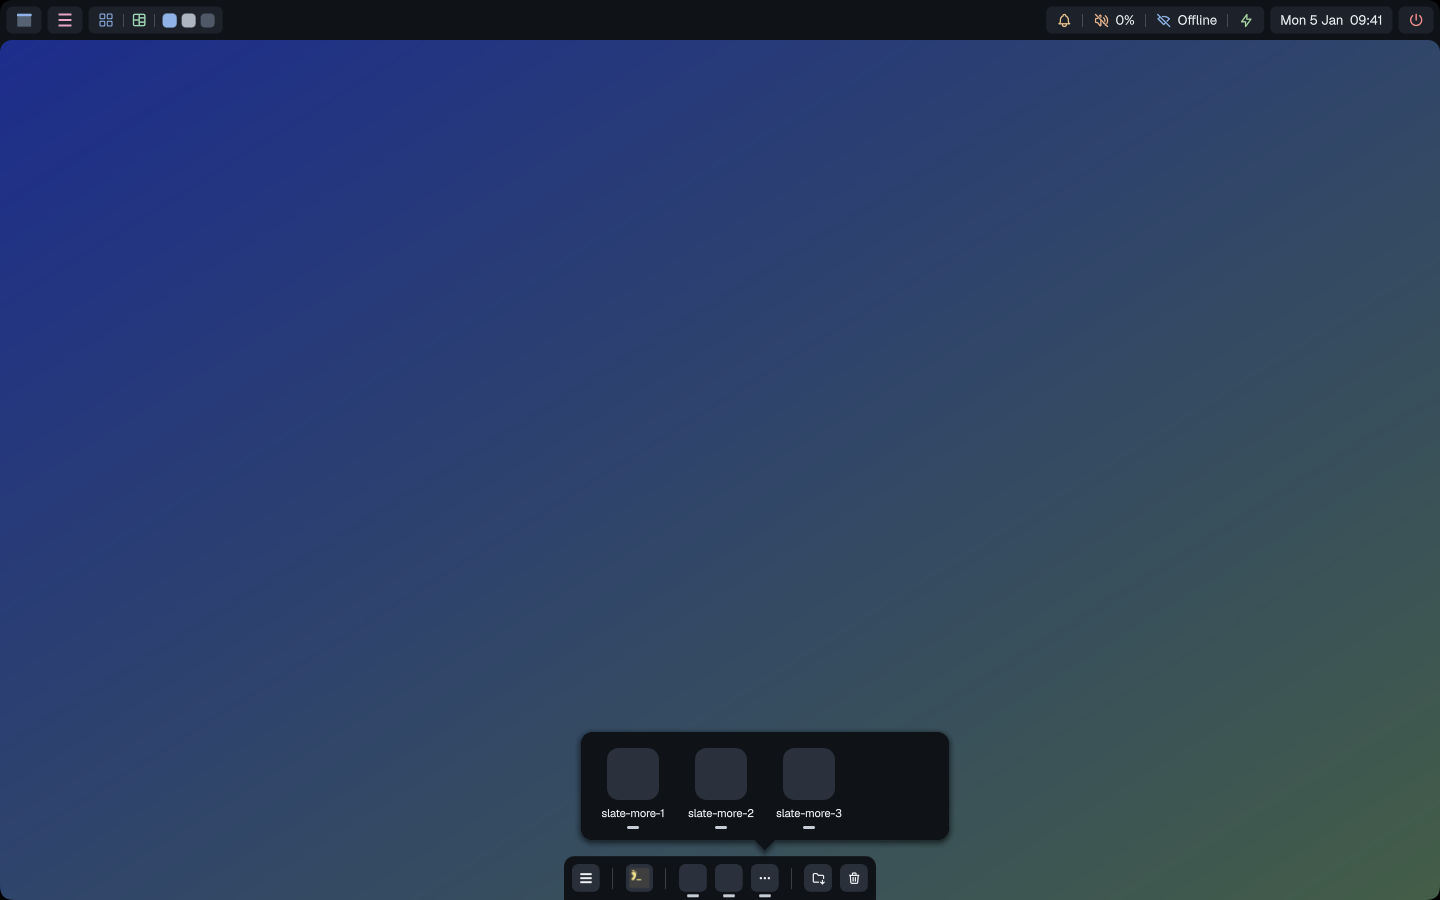 0%
Offline
Mon 5 Jan 09:41
slate-more-1
slate-more-2
slate-more-3